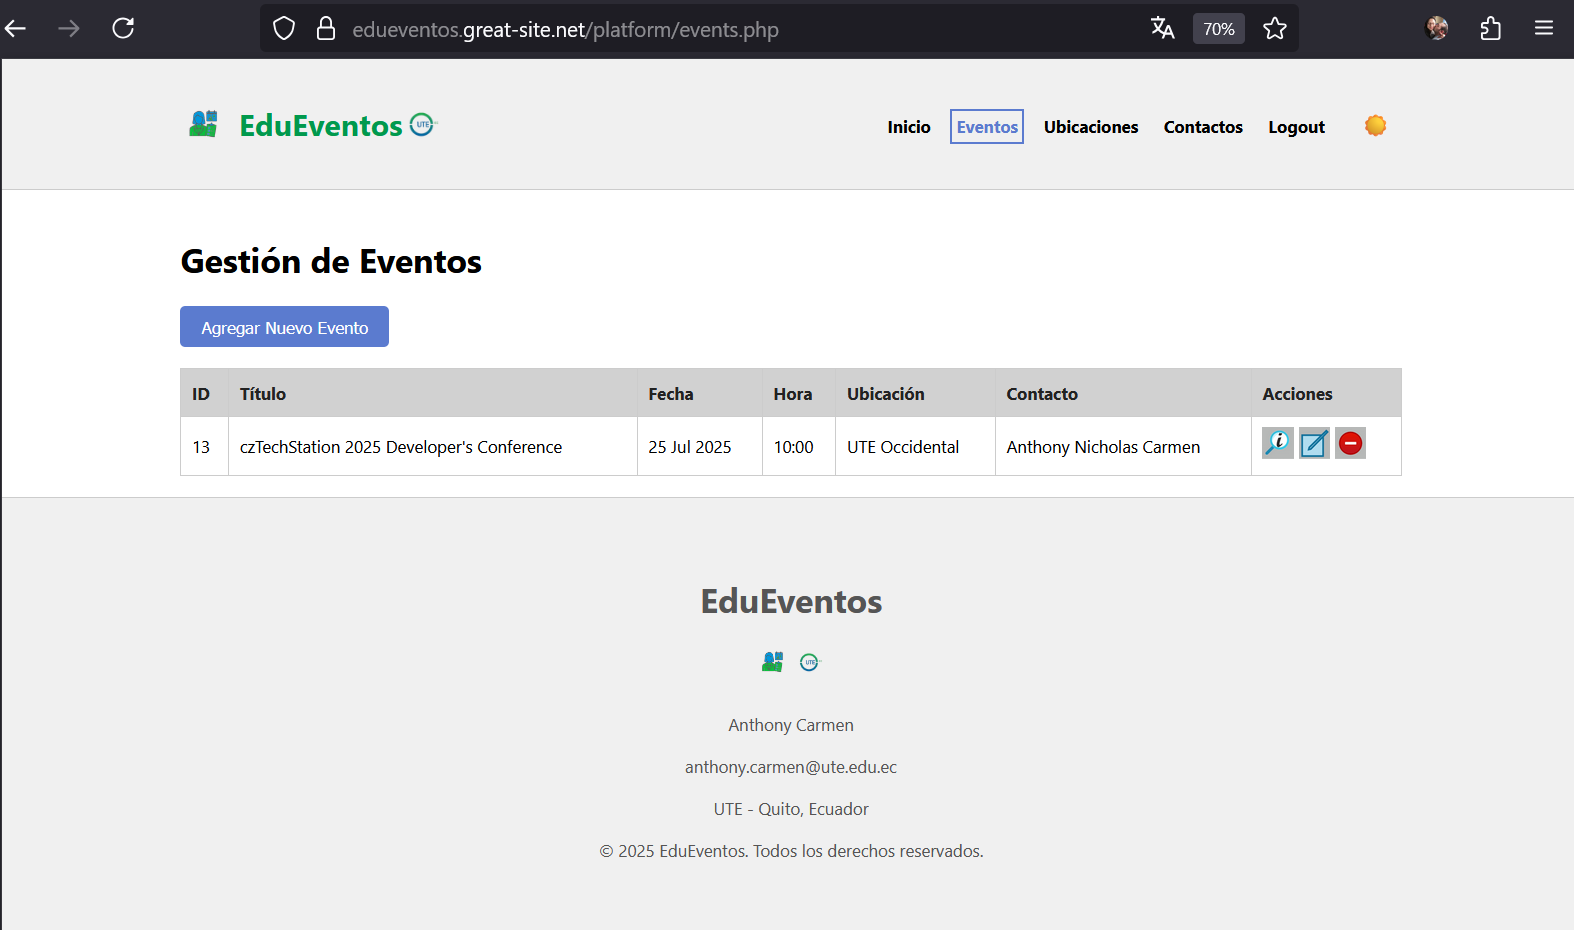 edueventos.great-site.net/platform/events.php 70%
EduEventos UTE Inicio Eventos Ubicaciones Contactos Logout
Gestión de Eventos
Agregar Nuevo Evento
ID Título Fecha Hora Ubicación Contacto Acciones
13 czTechStation 2025 Developer's Conference 25 Jul 2025 10:00 UTE Occidental Anthony Nicholas Carmen
EduEventos
UTE
Anthony Carmen
anthony.carmen@ute.edu.ec
UTE - Quito, Ecuador
© 2025 EduEventos. Todos los derechos reservados.